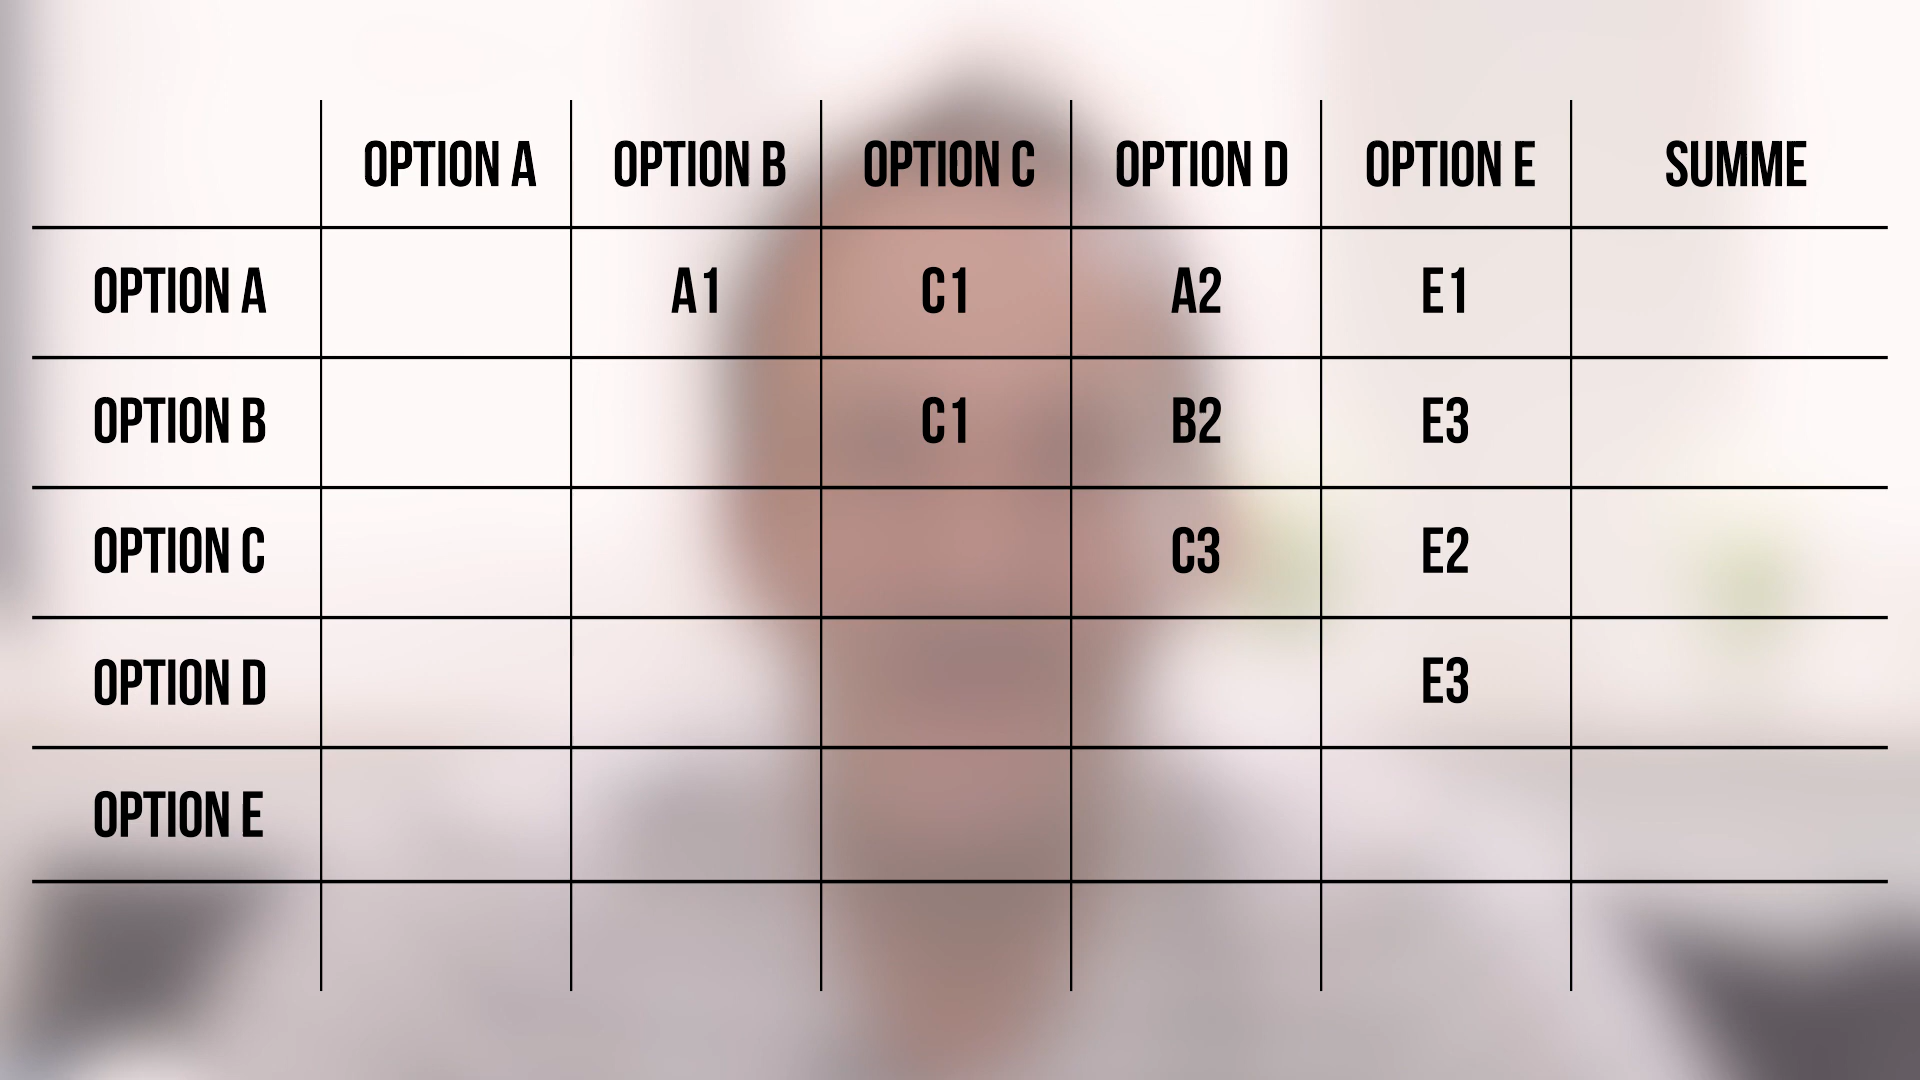 OPTION A OPTION B OPTION C OPTION D OPTION E SUMME
OPTION A A1 C1 A2 E1
OPTION B C1 B2 E3
OPTION C C3 E2
OPTION D E3
OPTION E